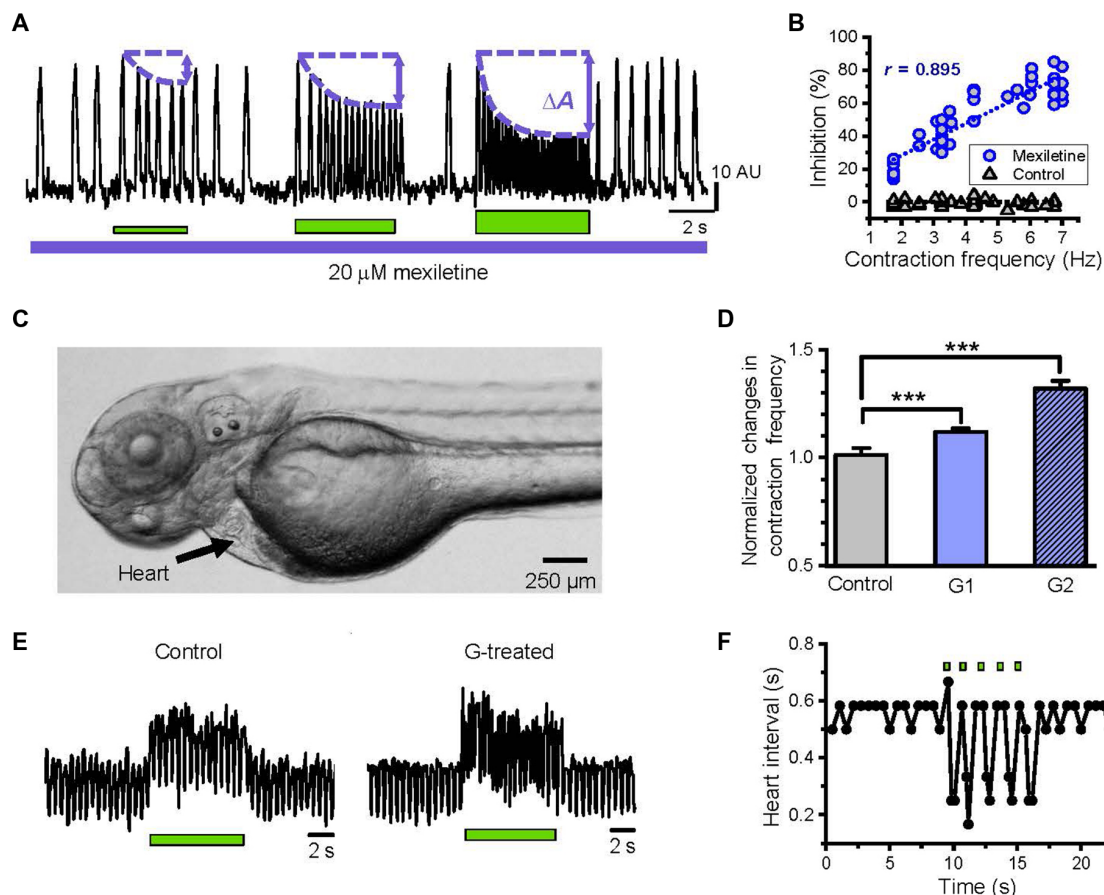 A
ΔA
10 AU
2 s
20 μM mexiletine
B
r = 0.895
Inhibition (%)
100
80
60
40
20
0
Mexiletine
Control
1 2 3 4 5 6 7
Contraction frequency (Hz)
C
Heart
250 μm
D
Normalized changes in
contraction frequency
1.5
1.0
0.5
***
***
Control G1 G2
E
Control
G-treated
2 s
2 s
F
Heart interval (s)
0.8
0.6
0.4
0.2
0 5 10 15 20
Time (s)